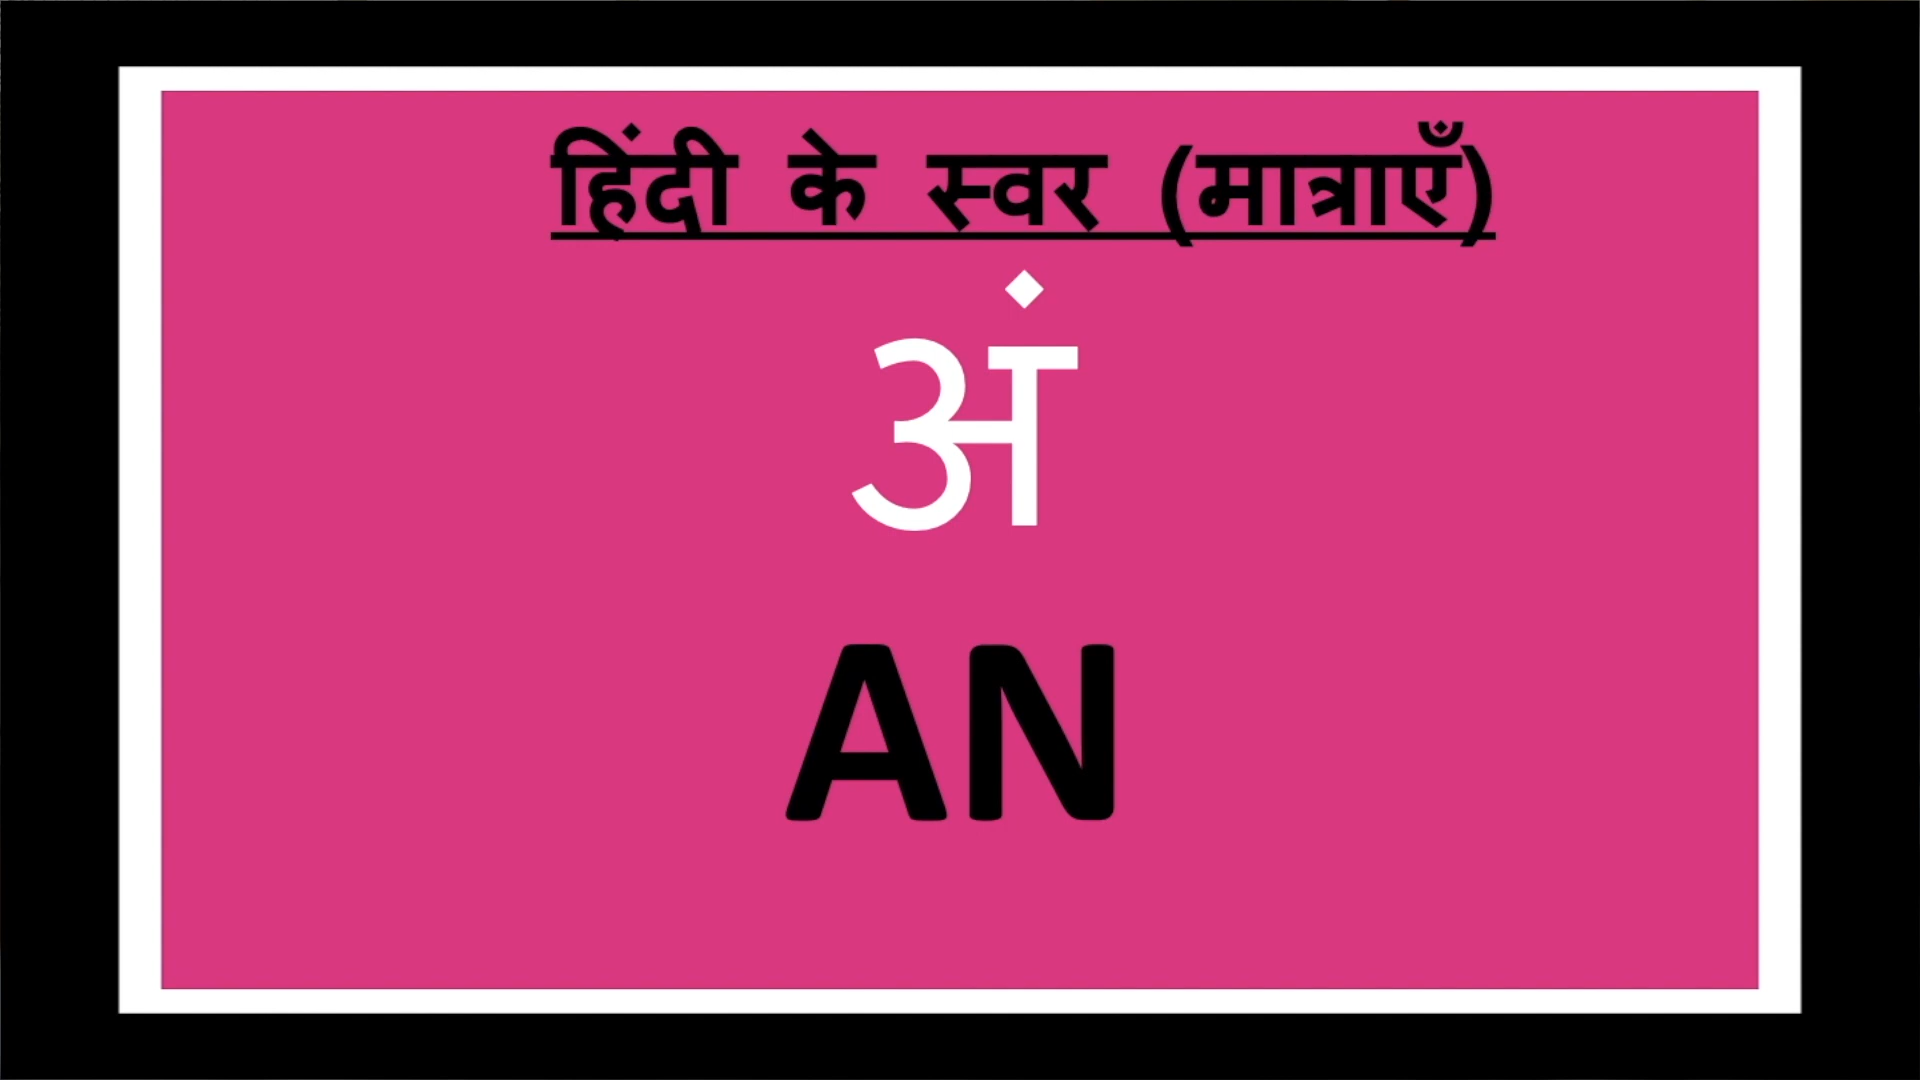 हिंदी के स्वर (मात्राएँ)
अं
AN